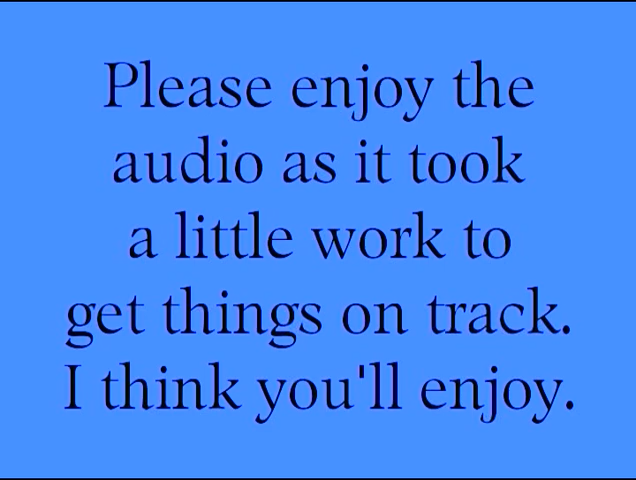 Please enjoy the
audio as it took
a little work to
get things on track.
I think you'll enjoy.